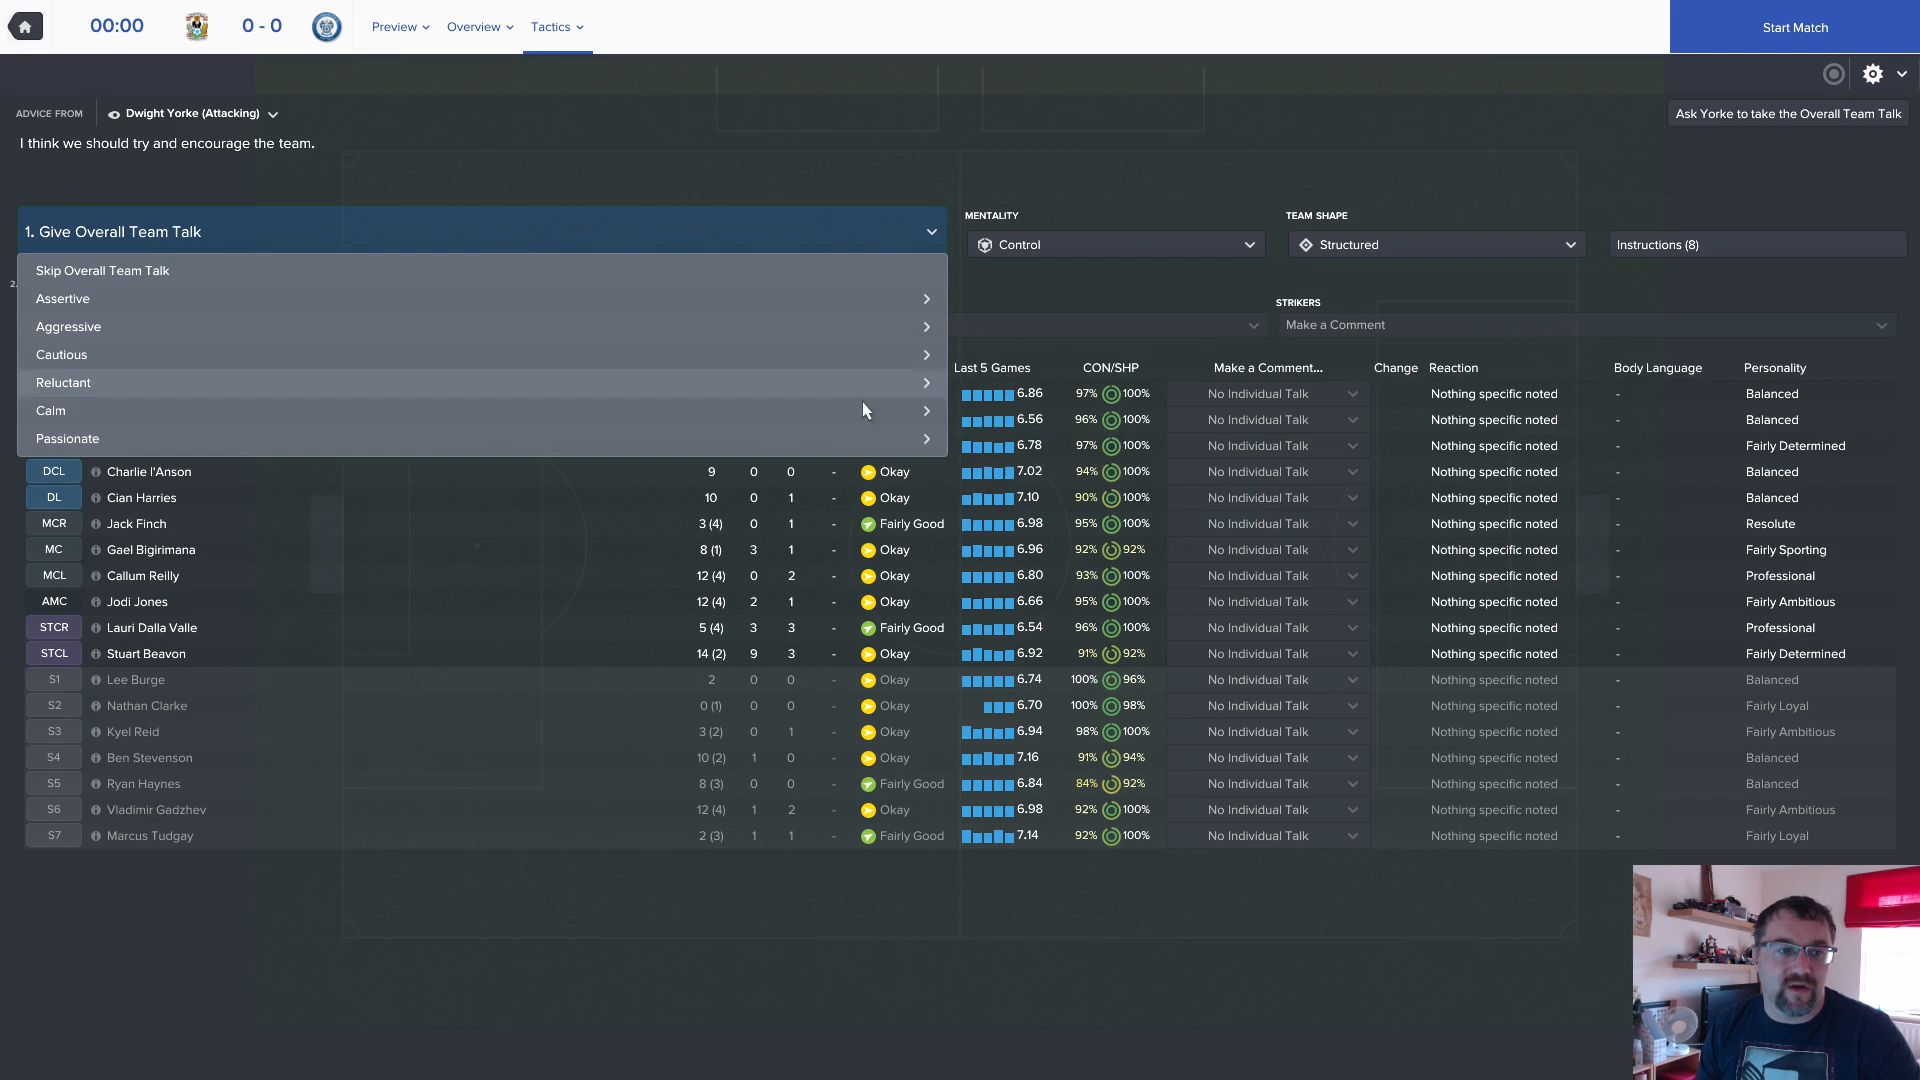 00:00 0 - 0 Preview Overview Tactics Start Match
ADVICE FROM Dwight Yorke (Attacking) Ask Yorke to take the Overall Team Talk
I think we should try and encourage the team.
1. Give Overall Team Talk
MENTALITY TEAM SHAPE
Control Structured Instructions (8)
Skip Overall Team Talk
2.
Assertive
Aggressive
Cautious
Reluctant
Calm
Passionate
STRIKERS
Make a Comment
Last 5 Games CON/SHP Make a Comment... Change Reaction Body Language Personality
6.86 97% 100% No Individual Talk Nothing specific noted - Balanced
6.56 96% 100% No Individual Talk Nothing specific noted - Balanced
6.78 97% 100% No Individual Talk Nothing specific noted - Fairly Determined
DCL Charlie I'Anson 9 0 0 - Okay 7.02 94% 100% No Individual Talk Nothing specific noted - Balanced
DL Cian Harries 10 0 1 - Okay 7.10 90% 100% No Individual Talk Nothing specific noted - Balanced
MCR Jack Finch 3 (4) 0 1 - Fairly Good 6.98 95% 100% No Individual Talk Nothing specific noted - Resolute
MC Gael Bigirimana 8 (1) 3 1 - Okay 6.96 92% 92% No Individual Talk Nothing specific noted - Fairly Sporting
MCL Callum Reilly 12 (4) 0 2 - Okay 6.80 93% 100% No Individual Talk Nothing specific noted - Professional
AMC Jodi Jones 12 (4) 2 1 - Okay 6.66 95% 100% No Individual Talk Nothing specific noted - Fairly Ambitious
STCR Lauri Dalla Valle 5 (4) 3 3 - Fairly Good 6.54 96% 100% No Individual Talk Nothing specific noted - Professional
STCL Stuart Beavon 14 (2) 9 3 - Okay 6.92 91% 92% No Individual Talk Nothing specific noted - Fairly Determined
S1 Lee Burge 2 0 0 - Okay 6.74 100% 96% No Individual Talk Nothing specific noted - Balanced
S2 Nathan Clarke 0 (1) 0 0 - Okay 6.70 100% 98% No Individual Talk Nothing specific noted - Fairly Loyal
S3 Kyel Reid 3 (2) 0 1 - Okay 6.94 98% 100% No Individual Talk Nothing specific noted - Fairly Ambitious
S4 Ben Stevenson 10 (2) 1 0 - Okay 7.16 91% 94% No Individual Talk Nothing specific noted - Balanced
S5 Ryan Haynes 8 (3) 0 0 - Fairly Good 6.84 84% 92% No Individual Talk Nothing specific noted - Balanced
S6 Vladimir Gadzhev 12 (4) 1 2 - Okay 6.98 92% 100% No Individual Talk Nothing specific noted - Fairly Ambitious
S7 Marcus Tudgay 2 (3) 1 1 - Fairly Good 7.14 92% 100% No Individual Talk Nothing specific noted - Fairly Loyal